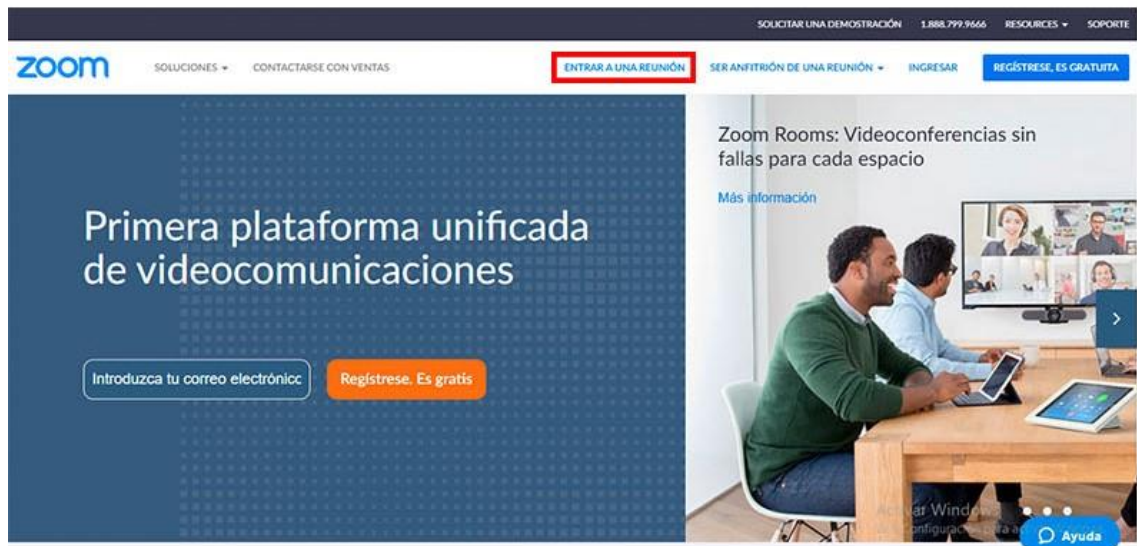 SOLICITAR UNA DEMOSTRACIÓN 1.888.799.9666 RESOURCES SOPORTE
zoom SOLUCIONES CONTACTARSE CON VENTAS ENTRAR A UNA REUNIÓN SER ANFITRIÓN DE UNA REUNIÓN INGRESAR REGÍSTRESE, ES GRATUITA
Primera plataforma unificada
de videocomunicaciones
Introduzca tu correo electrónicc Regístrese. Es gratis
Zoom Rooms: Videoconferencias sin
fallas para cada espacio
Más información
Windows
Ayuda